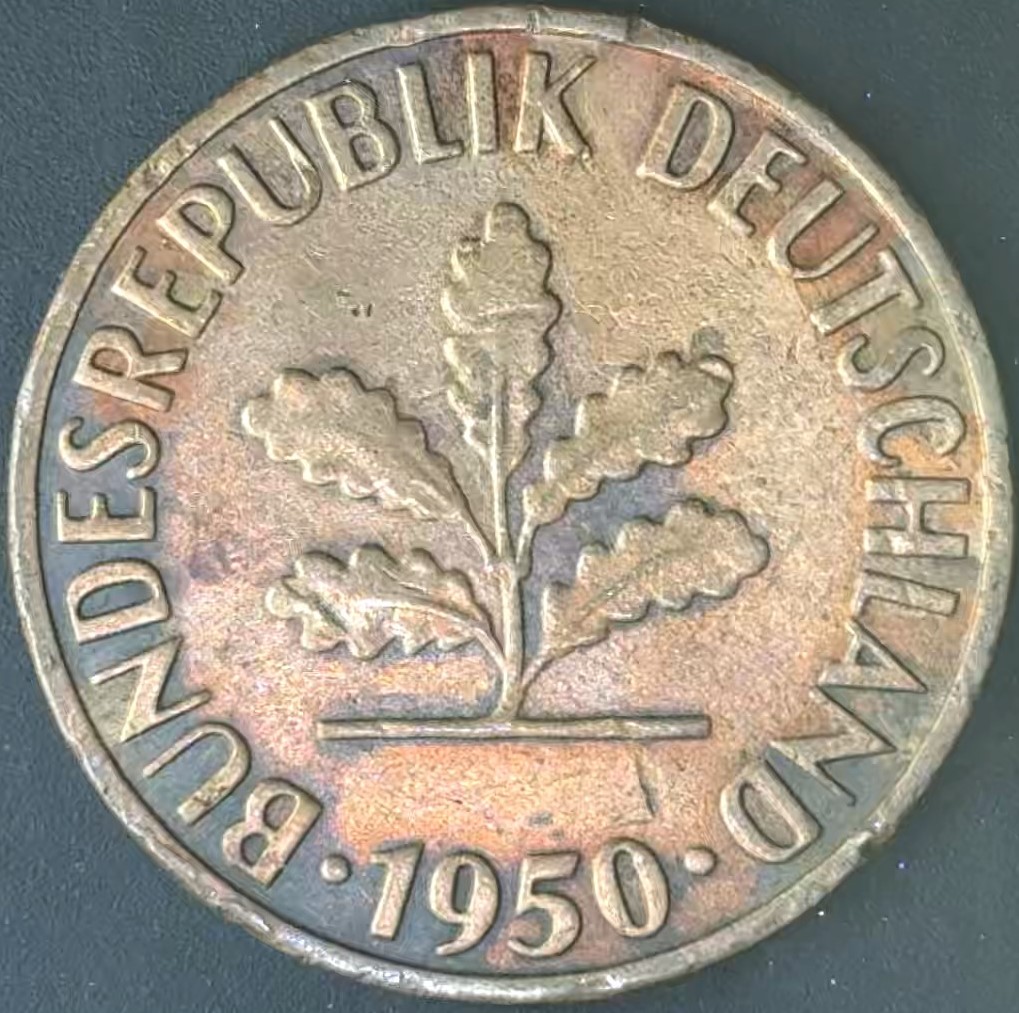 BUNDESREPUBLIK DEUTSCHLAND
· 1950 ·